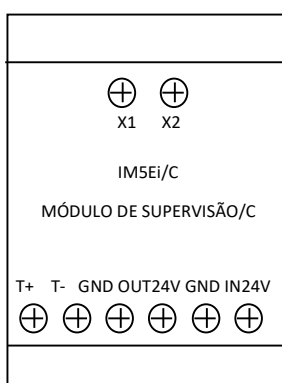 X1 X2
IM5Ei/C
MÓDULO DE SUPERVISÃO/C
T+ T- GND OUT24V GND IN24V